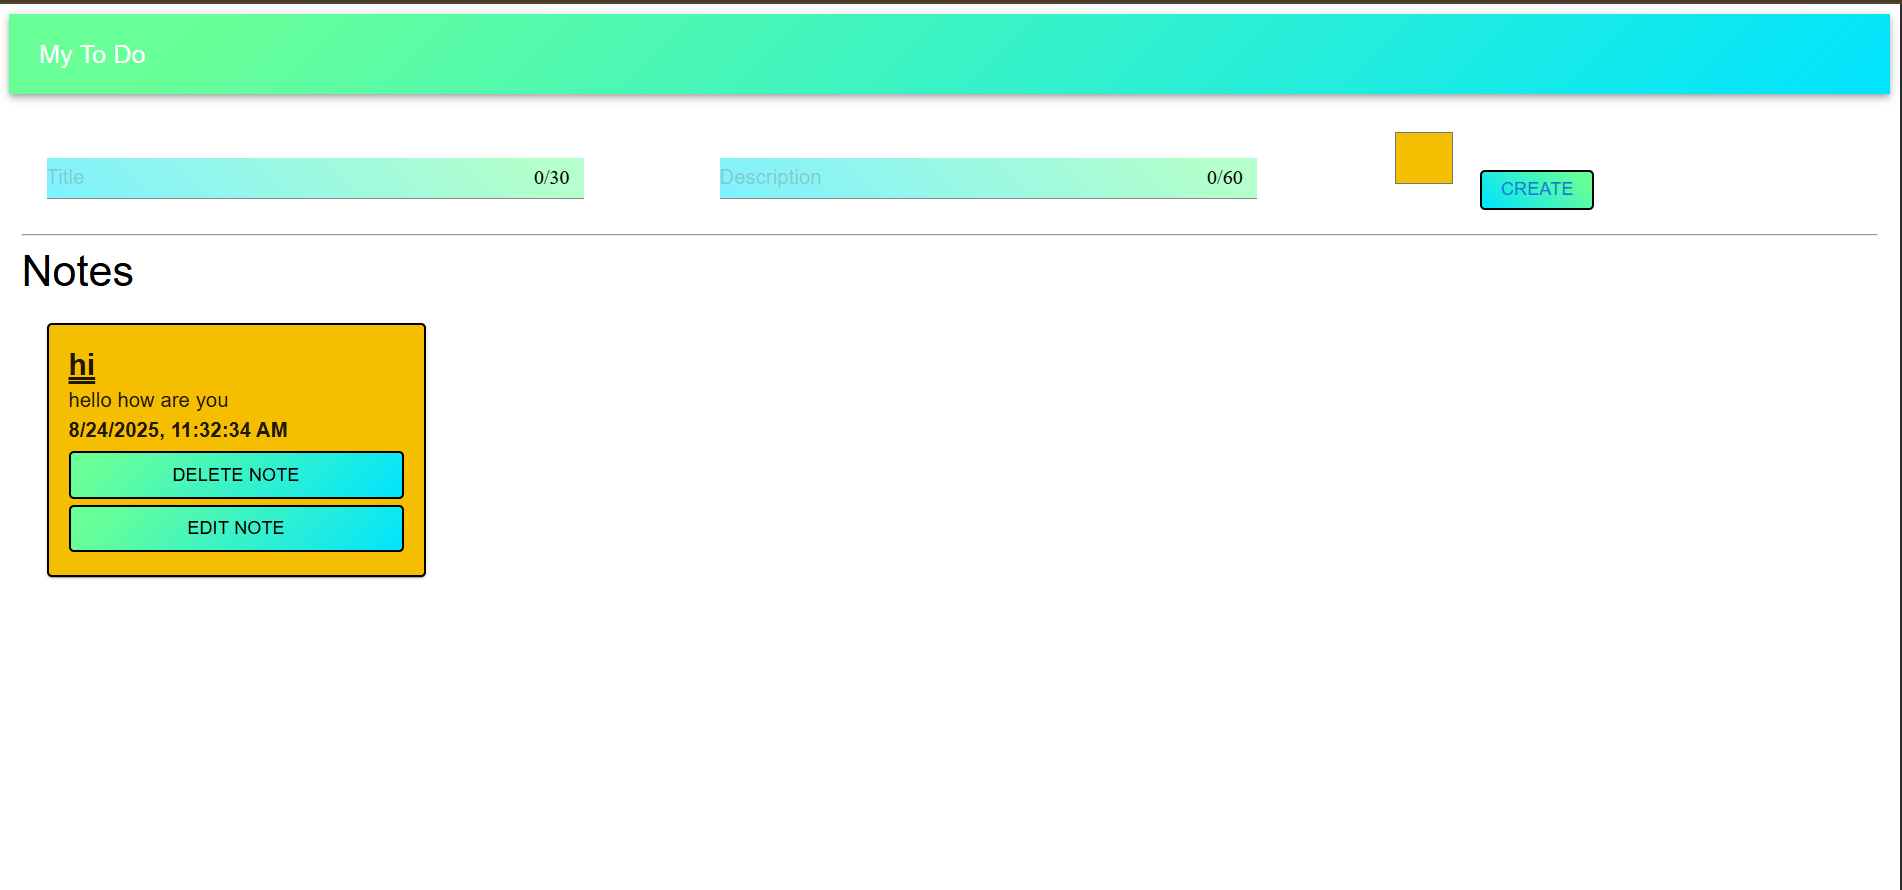 My To Do
Title 0/30
Description 0/60
CREATE
Notes
hi
hello how are you
8/24/2025, 11:32:34 AM
DELETE NOTE
EDIT NOTE